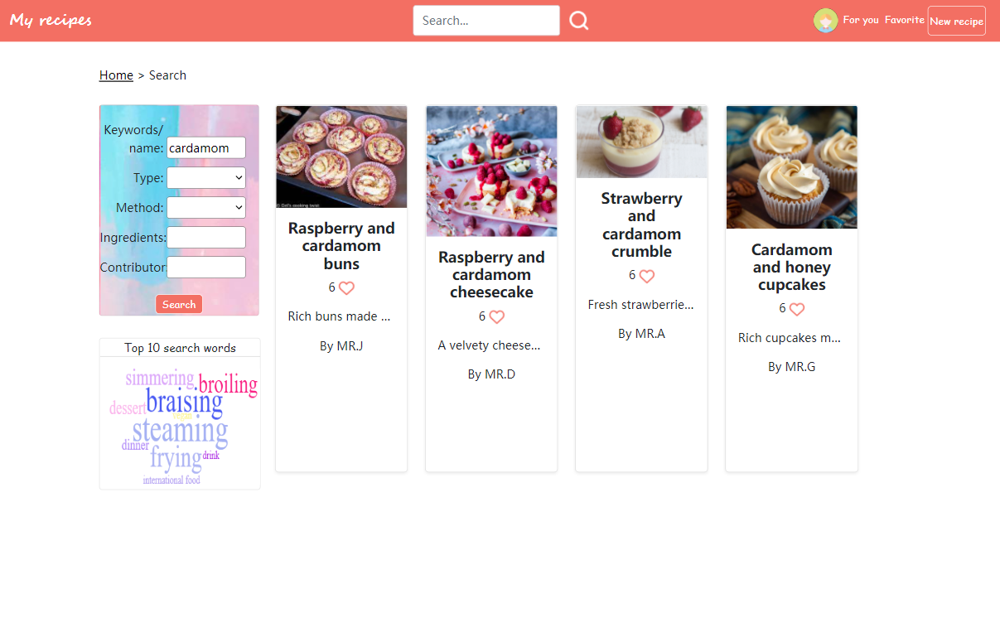 My recipes
Search...
For you
Favorite
New recipe
Home > Search
Keywords/
name:
cardamom
Type:
Method:
Ingredients:
Contributor:
Search
Top 10 search words
simmering
broiling
braising
dessert
vegan
steaming
dinner
frying
drink
international food
© Del's cooking twist
Raspberry and
cardamom
buns
6
Rich buns made ...
By MR.J
Raspberry and
cardamom
cheesecake
6
A velvety cheese...
By MR.D
Strawberry
and
cardamom
crumble
6
Fresh strawberrie...
By MR.A
Cardamom
and honey
cupcakes
6
Rich cupcakes m...
By MR.G